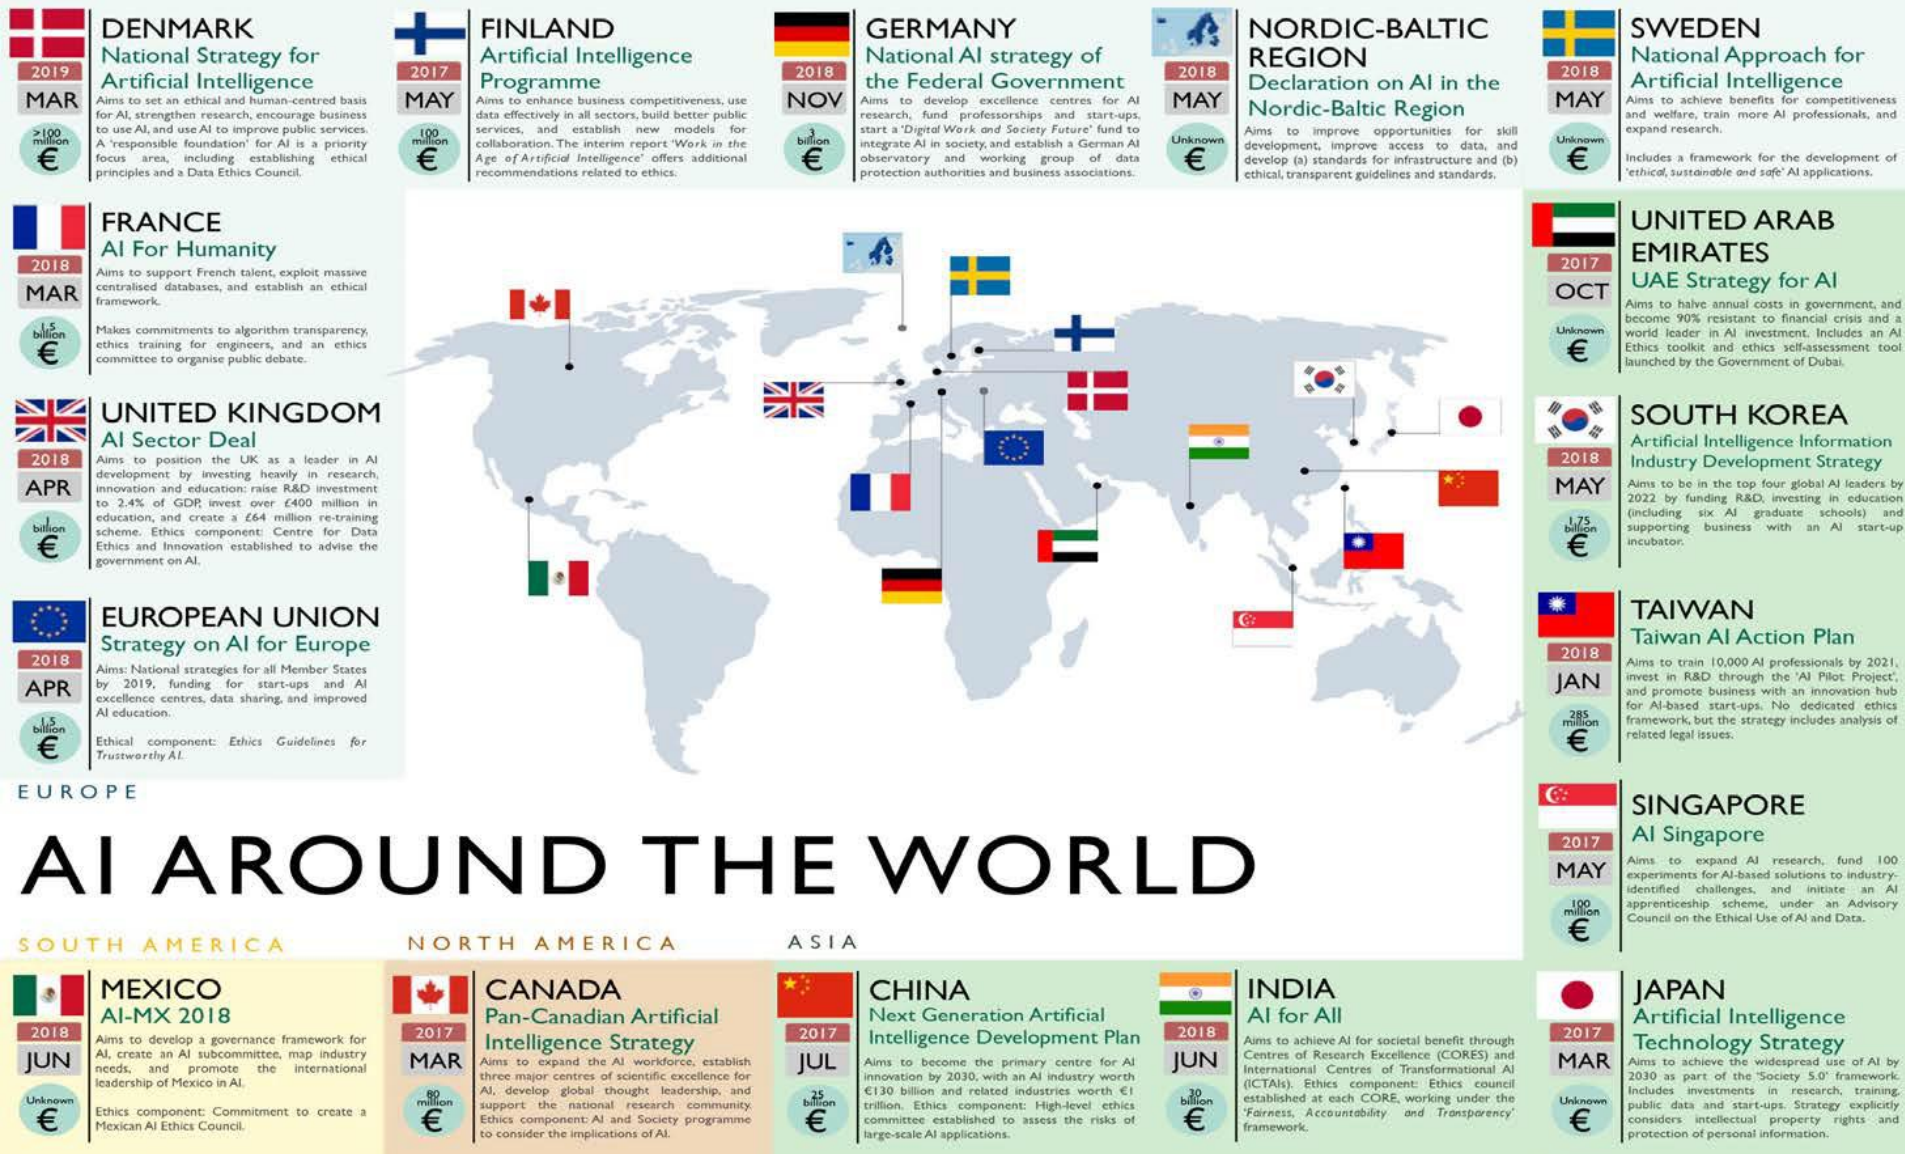 DENMARK
National Strategy for
Artificial Intelligence
2019
MAR
>100
million
€
Aims to set an ethical and human-centred basis
for AI, strengthen research, encourage business
to use AI, and use AI to improve public services.
A 'responsible foundation' for AI is a priority
focus area, including establishing ethical
principles and a Data Ethics Council.
FINLAND
Artificial Intelligence
Programme
2017
MAY
100
million
€
Aims to enhance business competitiveness, use
data effectively in all sectors, build better public
services, and establish new models for
collaboration. The interim report 'Work in the
Age of Artificial Intelligence' offers additional
recommendations related to ethics.
GERMANY
National AI strategy of
the Federal Government
2018
NOV
3
billion
€
Aims to develop excellence centres for AI
research, fund professorships and start-ups,
start a 'Digital Work and Society Future' fund to
integrate AI in society, and establish a German AI
observatory and working group of data
protection authorities and business associations.
NORDIC-BALTIC
REGION
Declaration on AI in the
Nordic-Baltic Region
2018
MAY
Unknown
€
Aims to improve opportunities for skill
development, improve access to data, and
develop (a) standards for infrastructure and (b)
ethical, transparent guidelines and standards.
SWEDEN
National Approach for
Artificial Intelligence
2018
MAY
Unknown
€
Aims to achieve benefits for competitiveness
and welfare, train more AI professionals, and
expand research.
Includes a framework for the development of
'ethical, sustainable and safe' AI applications.
FRANCE
AI For Humanity
2018
MAR
1.5
billion
€
Aims to support French talent, exploit massive
centralised databases, and establish an ethical
framework.
Makes commitments to algorithm transparency,
ethics training for engineers, and an ethics
committee to organise public debate.
UNITED KINGDOM
AI Sector Deal
2018
APR
1
billion
€
Aims to position the UK as a leader in AI
development by investing heavily in research,
innovation and education: raise R&D investment
to 2.4% of GDP, invest over £400 million in
education, and create a £64 million re-training
scheme. Ethics component: Centre for Data
Ethics and Innovation established to advise the
government on AI.
EUROPEAN UNION
Strategy on AI for Europe
2018
APR
1.5
billion
€
Aims: National strategies for all Member States
by 2019, funding for start-ups and AI
excellence centres, data sharing, and improved
AI education.
Ethical component: Ethics Guidelines for
Trustworthy AI.
EUROPE
UNITED ARAB
EMIRATES
UAE Strategy for AI
2017
OCT
Unknown
€
Aims to halve annual costs in government, and
become 90% resistant to financial crisis and a
world leader in AI investment. Includes an AI
Ethics toolkit and ethics self-assessment tool
launched by the Government of Dubai.
SOUTH KOREA
Artificial Intelligence Information
Industry Development Strategy
2018
MAY
1.75
billion
€
Aims to be in the top four global AI leaders by
2022 by funding R&D, investing in education
(including six AI graduate schools) and
supporting business with an AI start-up
incubator.
TAIWAN
Taiwan AI Action Plan
2018
JAN
285
million
€
Aims to train 10,000 AI professionals by 2021,
invest in R&D through the 'AI Pilot Project',
and promote business with an innovation hub
for AI-based start-ups. No dedicated ethics
framework, but the strategy includes analysis of
related legal issues.
SINGAPORE
AI Singapore
2017
MAY
100
million
€
Aims to expand AI research, fund 100
experiments for AI-based solutions to industry-
identified challenges, and initiate an AI
apprenticeship scheme, under an Advisory
Council on the Ethical Use of AI and Data.
AI AROUND THE WORLD
SOUTH AMERICA
NORTH AMERICA
ASIA
MEXICO
AI-MX 2018
2018
JUN
Unknown
€
Aims to develop a governance framework for
AI, create an AI subcommittee, map industry
needs, and promote the international
leadership of Mexico in AI.
Ethics component: Commitment to create a
Mexican AI Ethics Council.
CANADA
Pan-Canadian Artificial
Intelligence Strategy
2017
MAR
80
million
€
Aims to expand the AI workforce, establish
three major centres of scientific excellence for
AI, develop global thought leadership, and
support the national research community.
Ethics component: AI and Society programme
to consider the implications of AI.
CHINA
Next Generation Artificial
Intelligence Development Plan
2017
JUL
25
billion
€
Aims to become the primary centre for AI
innovation by 2030, with an AI industry worth
€130 billion and related industries worth €1
trillion. Ethics component: High-level ethics
committee established to assess the risks of
large-scale AI applications.
INDIA
AI for All
2018
JUN
30
billion
€
Aims to achieve AI for societal benefit through
Centres of Research Excellence (CORES) and
International Centres of Transformational AI
(ICTAIs). Ethics component: Ethics council
established at each CORE, working under the
'Fairness, Accountability and Transparency'
framework.
JAPAN
Artificial Intelligence
Technology Strategy
2017
MAR
Unknown
€
Aims to achieve the widespread use of AI by
2030 as part of the 'Society 5.0' framework.
Includes investments in research, training,
public data and start-ups. Strategy explicitly
considers intellectual property rights and
protection of personal information.